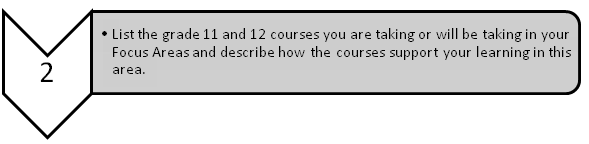 2
• List the grade 11 and 12 courses you are taking or will be taking in your
Focus Areas and describe how the courses support your learning in this
area.